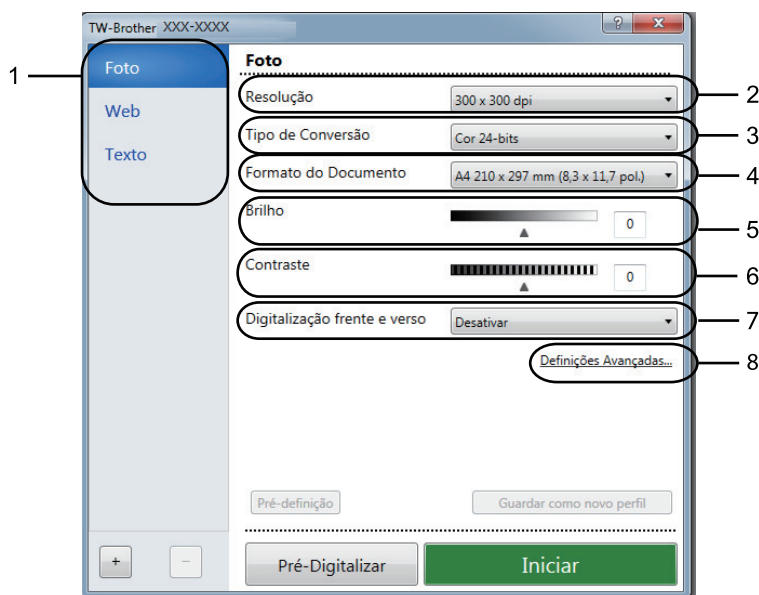 TW-Brother XXX-XXXX
?
x
1
Foto
Web
Texto
Foto
Resolução
300 x 300 dpi
2
Tipo de Conversão
Cor 24-bits
3
Formato do Documento
A4 210 x 297 mm (8,3 x 11,7 pol.)
4
Brilho
0
5
Contraste
0
6
Digitalização frente e verso
Desativar
7
Definições Avançadas...
8
Pré-definição
Guardar como novo perfil
+
-
Pré-Digitalizar
Iniciar